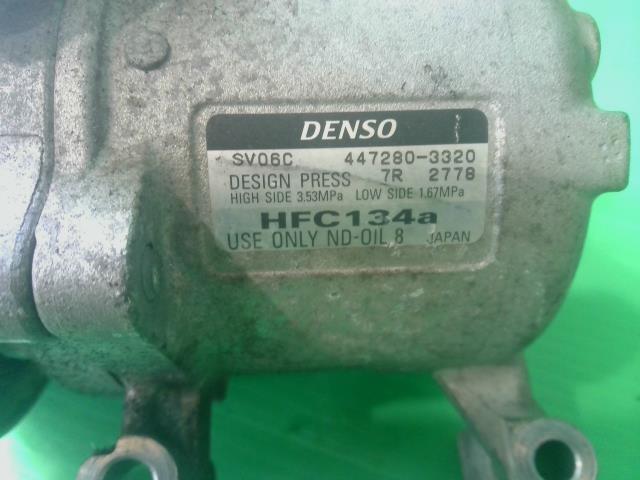 DENSO
SV06C 447280-3320
DESIGN PRESS 7R 2778
HIGH SIDE 3.53MPa LOW SIDE 1.67MPa
HFC134a
USE ONLY ND-OIL 8 JAPAN